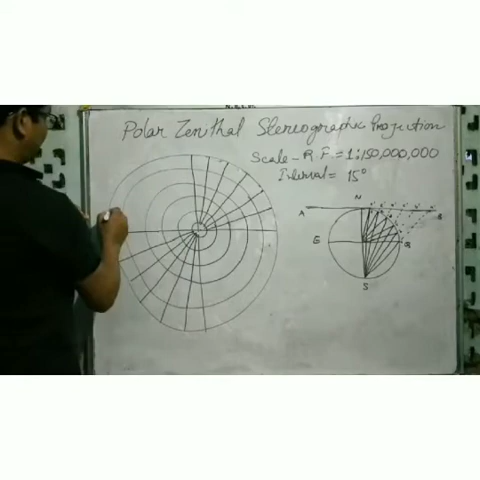 Polar Zenithal Stereographic Projection
Scale - R.F = 1:150,000,000
Interval = 15°
N
A
B
E
Q
S